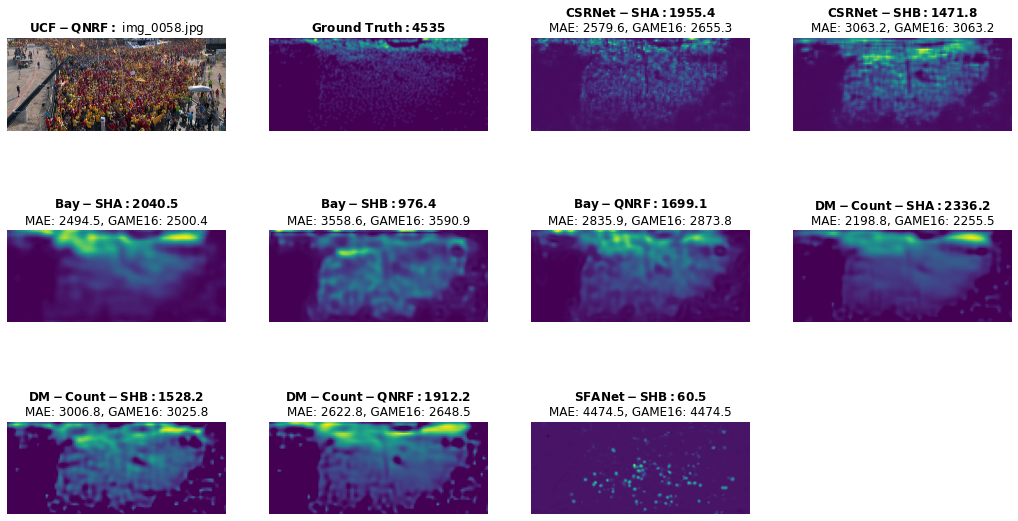 UCF − QNRF : img_0058.jpg
Ground Truth : 4535
CSRNet − SHA : 1955.4
MAE: 2579.6, GAME16: 2655.3
CSRNet − SHB : 1471.8
MAE: 3063.2, GAME16: 3063.2
Bay − SHA : 2040.5
MAE: 2494.5, GAME16: 2500.4
Bay − SHB : 976.4
MAE: 3558.6, GAME16: 3590.9
Bay − QNRF : 1699.1
MAE: 2835.9, GAME16: 2873.8
DM − Count − SHA : 2336.2
MAE: 2198.8, GAME16: 2255.5
DM − Count − SHB : 1528.2
MAE: 3006.8, GAME16: 3025.8
DM − Count − QNRF : 1912.2
MAE: 2622.8, GAME16: 2648.5
SFANet − SHB : 60.5
MAE: 4474.5, GAME16: 4474.5